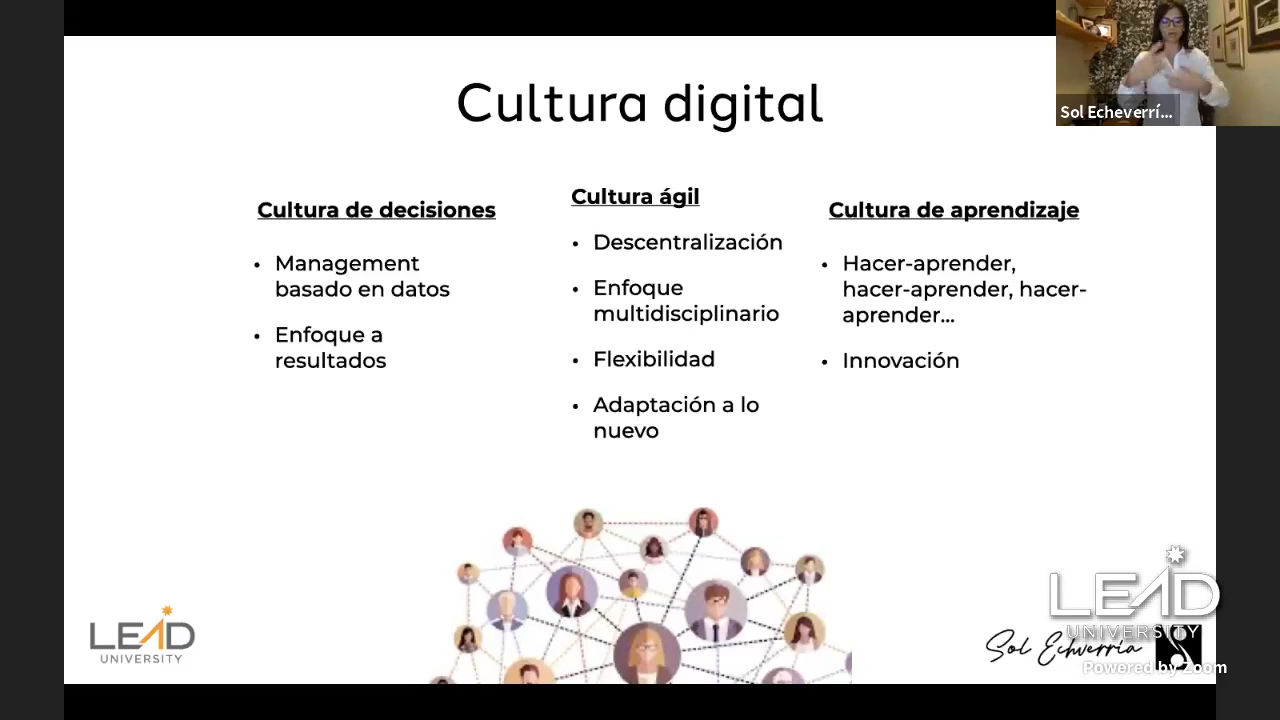 Cultura digital
Sol Echeverrí...
Cultura de decisiones
• Management
basado en datos
• Enfoque a
resultados
Cultura ágil
• Descentralización
• Enfoque
multidisciplinario
• Flexibilidad
• Adaptación a lo
nuevo
Cultura de aprendizaje
• Hacer-aprender,
hacer-aprender, hacer-
aprender...
• Innovación
LEAD
UNIVERSITY
LEAD
UNIVERSITY
Sol Echverría
Powered by Zoom